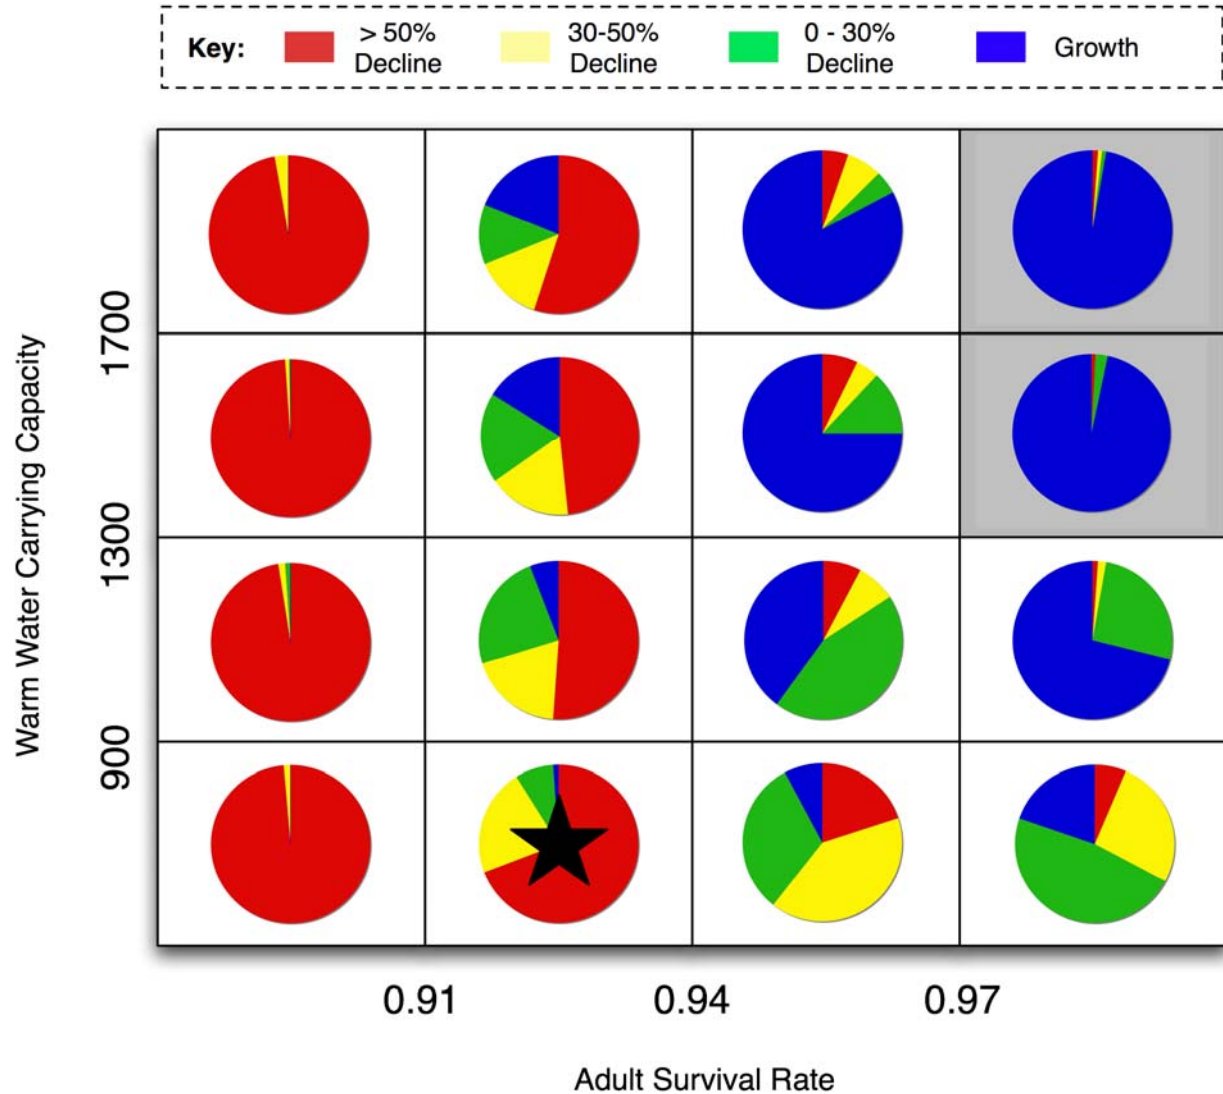 Key:
> 50%
Decline
30-50%
Decline
0 - 30%
Decline
Growth
Warm Water Carrying Capacity
1700
1300
900
0.91
0.94
0.97
Adult Survival Rate